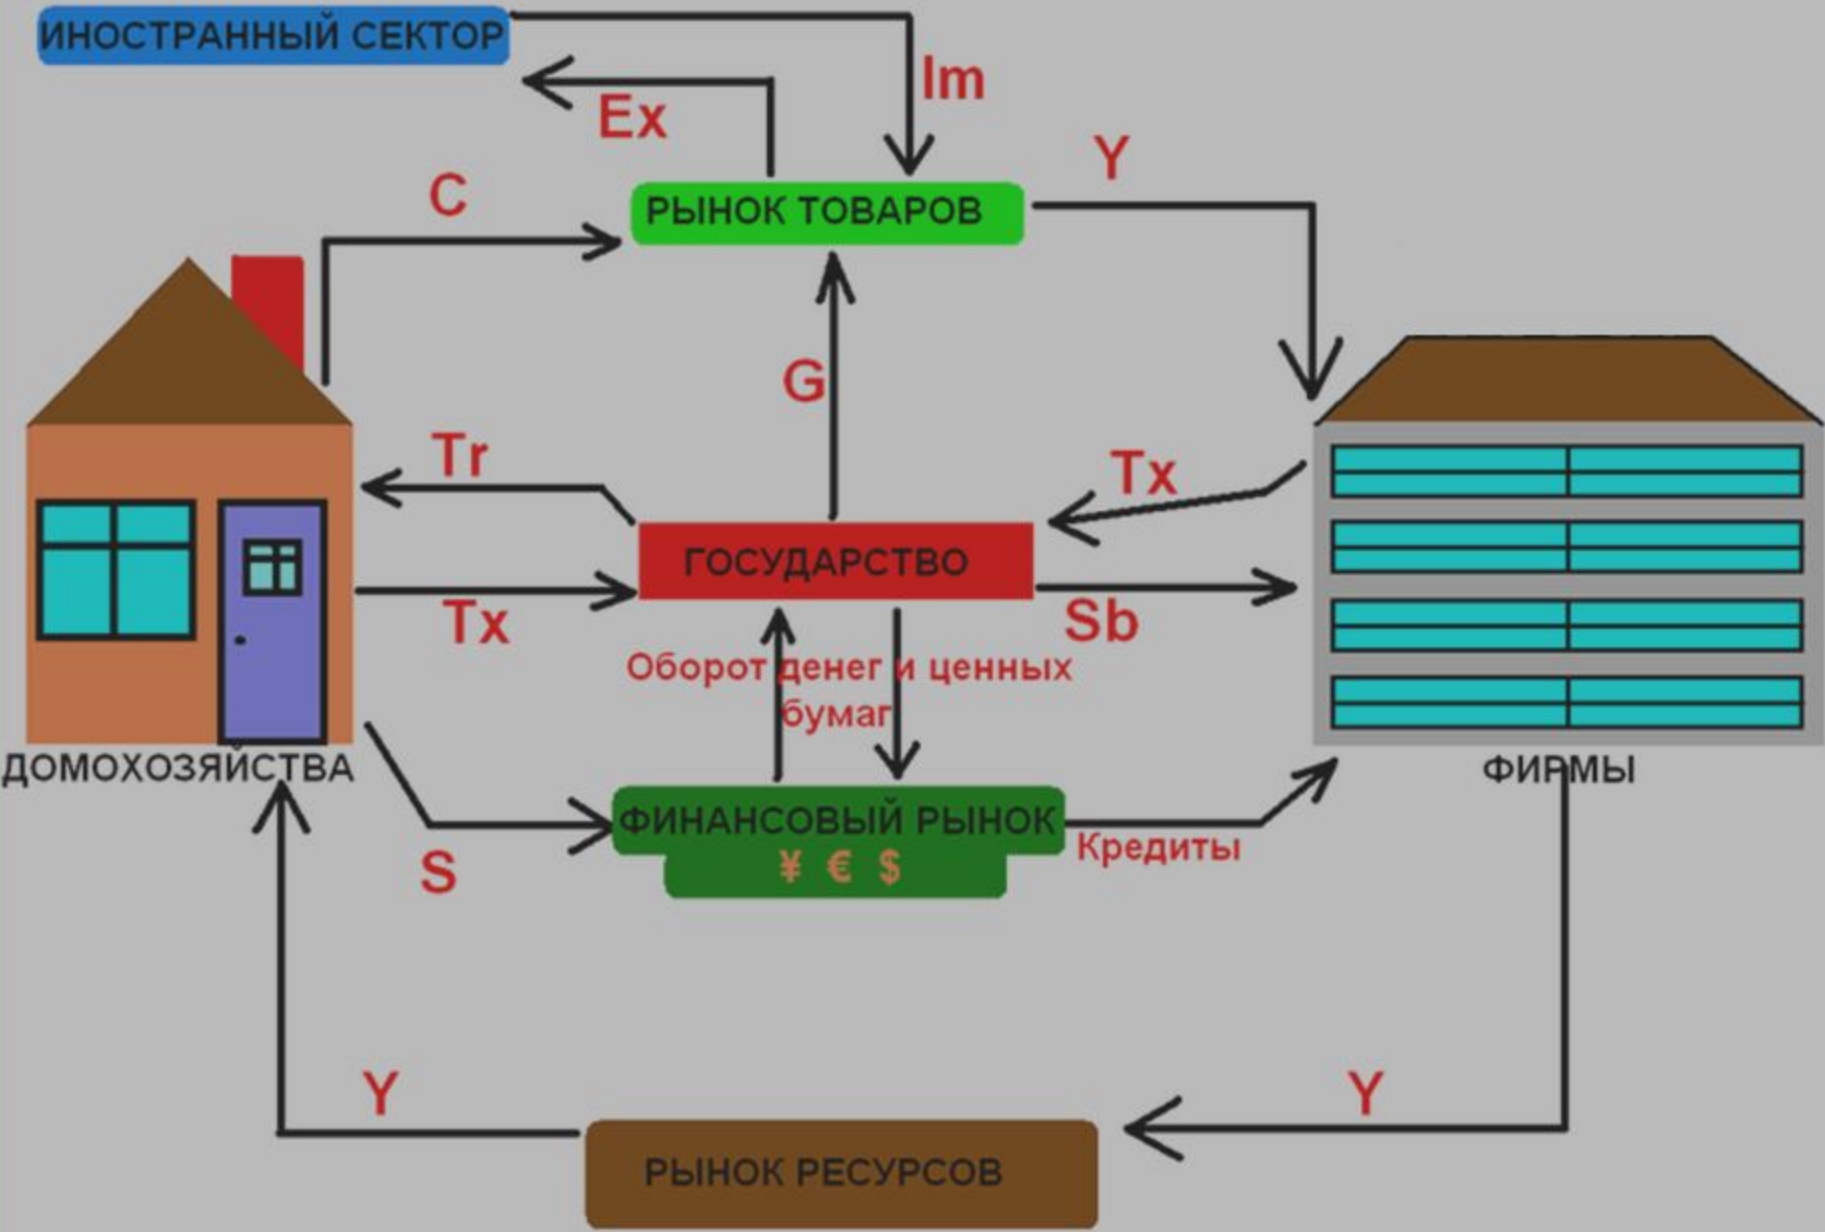 ИНОСТРАННЫЙ СЕКТОР
Im
Ex
Y
C
РЫНОК ТОВАРОВ
G
Tr
Tx
ГОСУДАРСТВО
Tx
Sb
Оборот денег и ценных
бумаг
ДОМОХОЗЯЙСТВА
ФИРМЫ
ФИНАНСОВЫЙ РЫНОК
Кредиты
¥ € $
S
Y
Y
РЫНОК РЕСУРСОВ